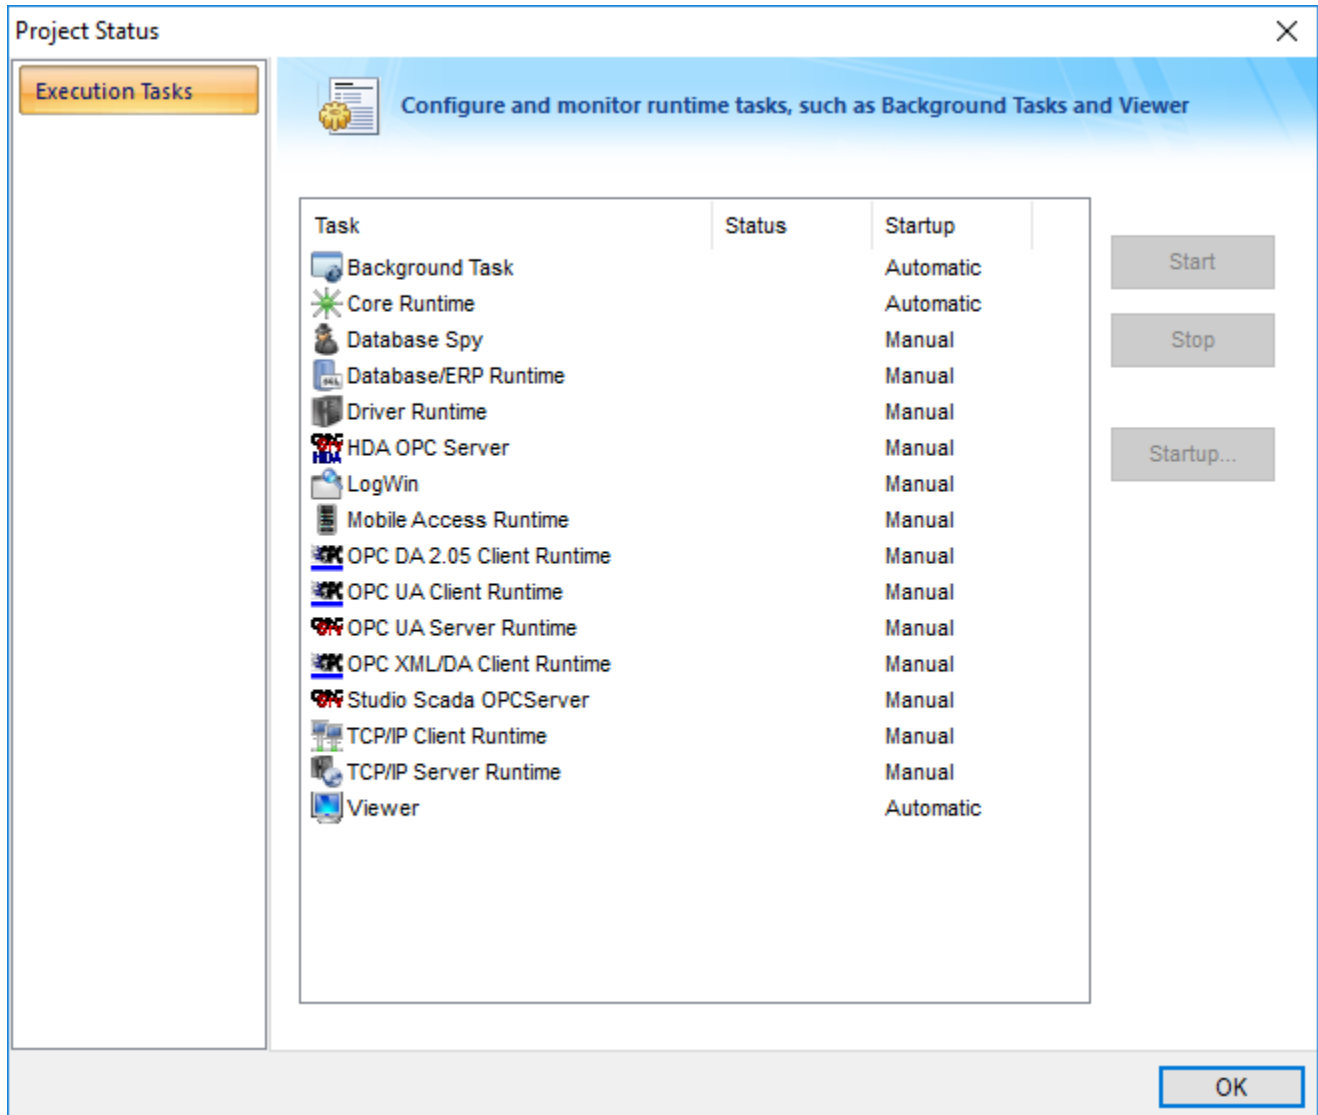 Project Status
Execution Tasks
Configure and monitor runtime tasks, such as Background Tasks and Viewer
Task Status Startup
Background Task Automatic
Core Runtime Automatic
Database Spy Manual
Database/ERP Runtime Manual
Driver Runtime Manual
HDA OPC Server Manual
LogWin Manual
Mobile Access Runtime Manual
OPC DA 2.05 Client Runtime Manual
OPC UA Client Runtime Manual
OPC UA Server Runtime Manual
OPC XML/DA Client Runtime Manual
Studio Scada OPCServer Manual
TCP/IP Client Runtime Manual
TCP/IP Server Runtime Manual
Viewer Automatic
Start
Stop
Startup...
OK